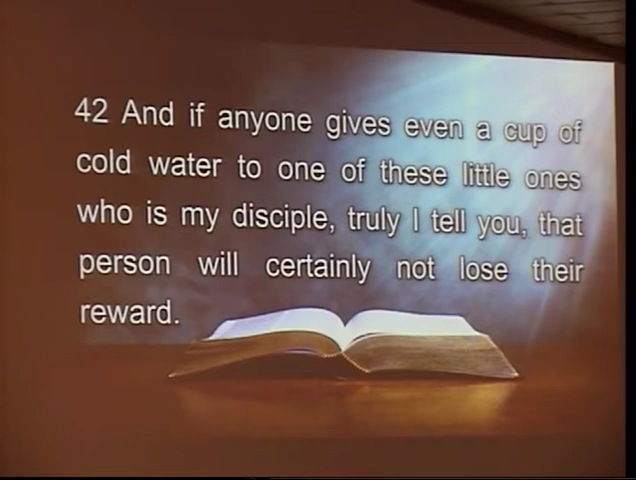 42 And if anyone gives even a cup of
cold water to one of these little ones
who is my disciple, truly I tell you, that
person will certainly not lose their
reward.